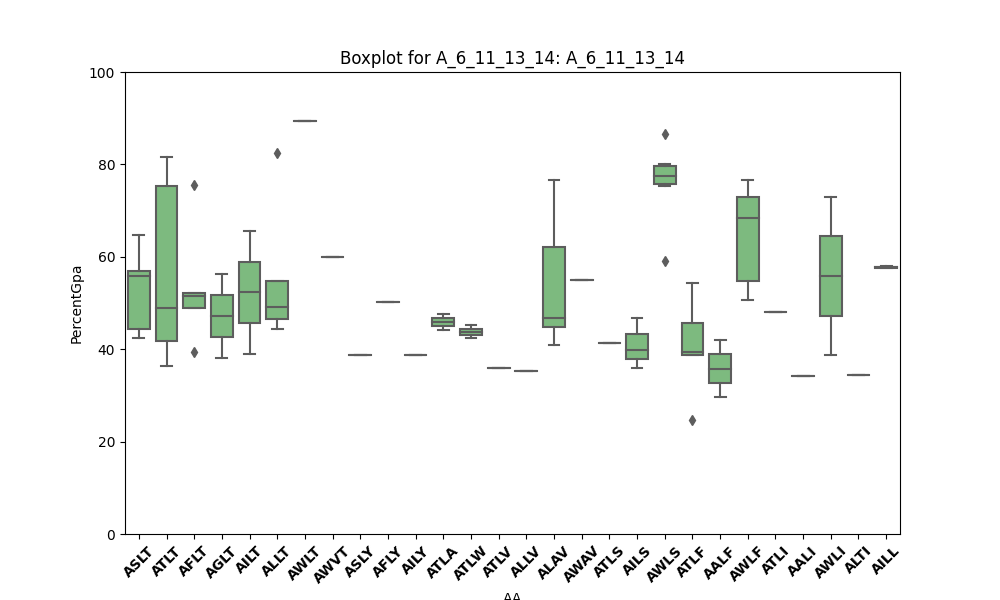 Boxplot for A_6_11_13_14: A_6_11_13_14
100
80
60
40
20
0
PercentGpa
ASLT ATLT AFLT AGLT AILT ALLT AWLT AWVT ASLY AFLY AILY ATLA ATLW ATLV ALLV ALAV AWAV ATLS AILS AWLS ATLF AALF AWLF ATLI AALI AWLI ALTI AILL
AA